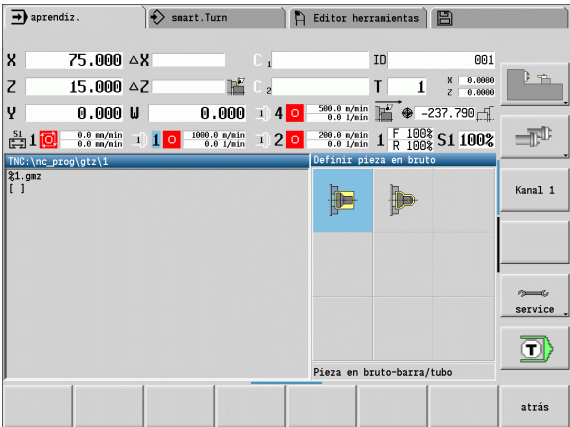 aprendiz.
smart.Turn
Editor herramientas
X 75.000 ΔX C 1 ID 001
Z 15.000 ΔZ C 2 T 1 X 0.0000 Z 0.0000
Y 0.000 U 0.000 4 500.0 m/min 0.0 1/min -237.790
S1 1 0.0 mm/min 0.0 m/min 1 1000.0 m/min 0.0 1/min 2 200.0 m/min 0.0 1/min 1 F 100% R 100% S1 100%
TNC:\nc_prog\gtz\1
Definir pieza en bruto
%1.gmz
[ ]
Kanal 1
service
T
Pieza en bruto-barra/tubo
atrás